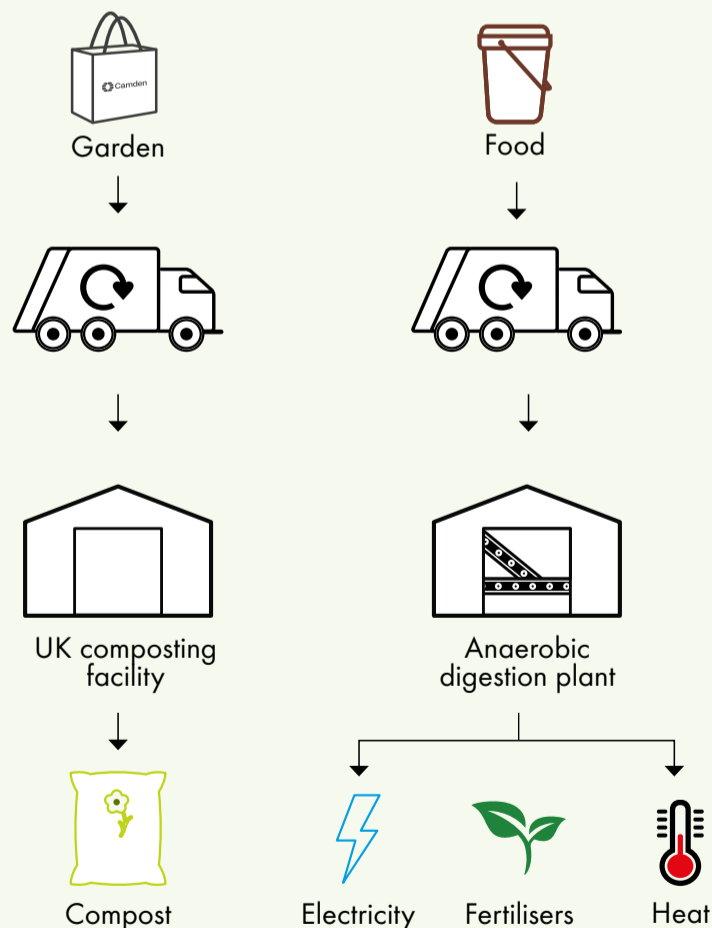 Camden
Garden
Food
UK composting
facility
Anaerobic
digestion plant
Compost
Electricity
Fertilisers
Heat